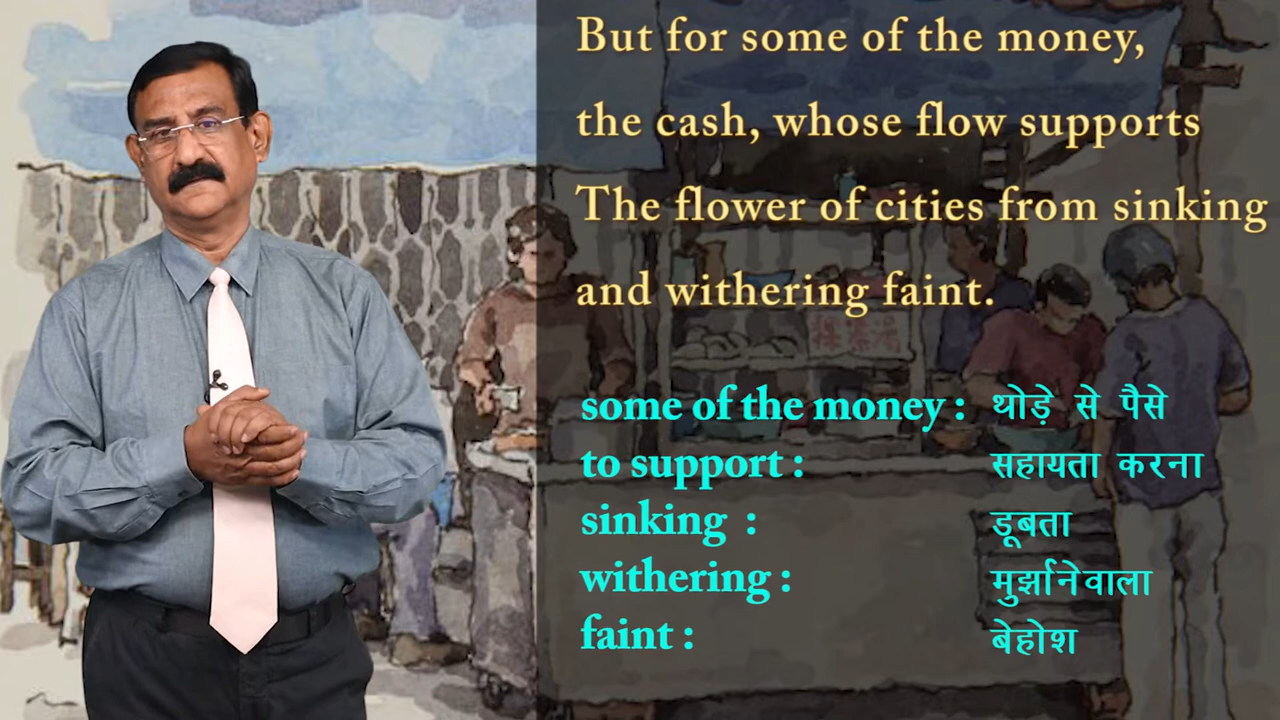 But for some of the money,
the cash, whose flow supports
The flower of cities from sinking
and withering faint.
some of the money : थोड़े से पैसे
to support : सहायता करना
sinking : डूबता
withering : मुर्झानेवाला
faint : बेहोश